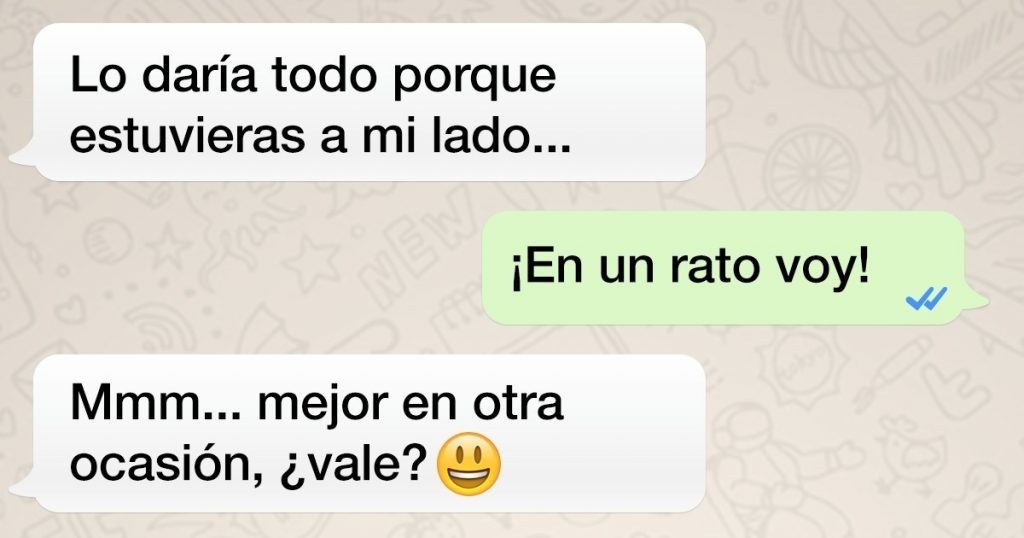 Lo daría todo porque
estuvieras a mi lado...
¡En un rato voy!
Mmm... mejor en otra
ocasión, ¿vale?😃